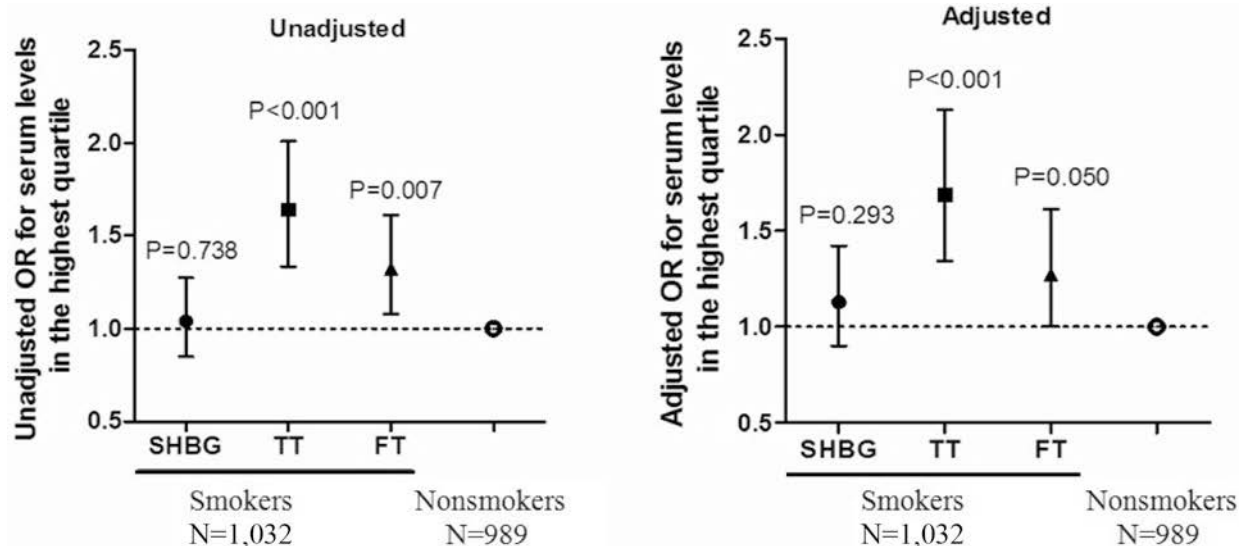 Unadjusted
Unadjusted OR for serum levels
in the highest quartile
2.5
2.0
1.5
1.0
0.5
P=0.738
P<0.001
P=0.007
SHBG TT FT
Smokers Nonsmokers
N=1,032 N=989
Adjusted
Adjusted OR for serum levels
in the highest quartile
2.5
2.0
1.5
1.0
0.5
P=0.293
P<0.001
P=0.050
SHBG TT FT
Smokers Nonsmokers
N=1,032 N=989